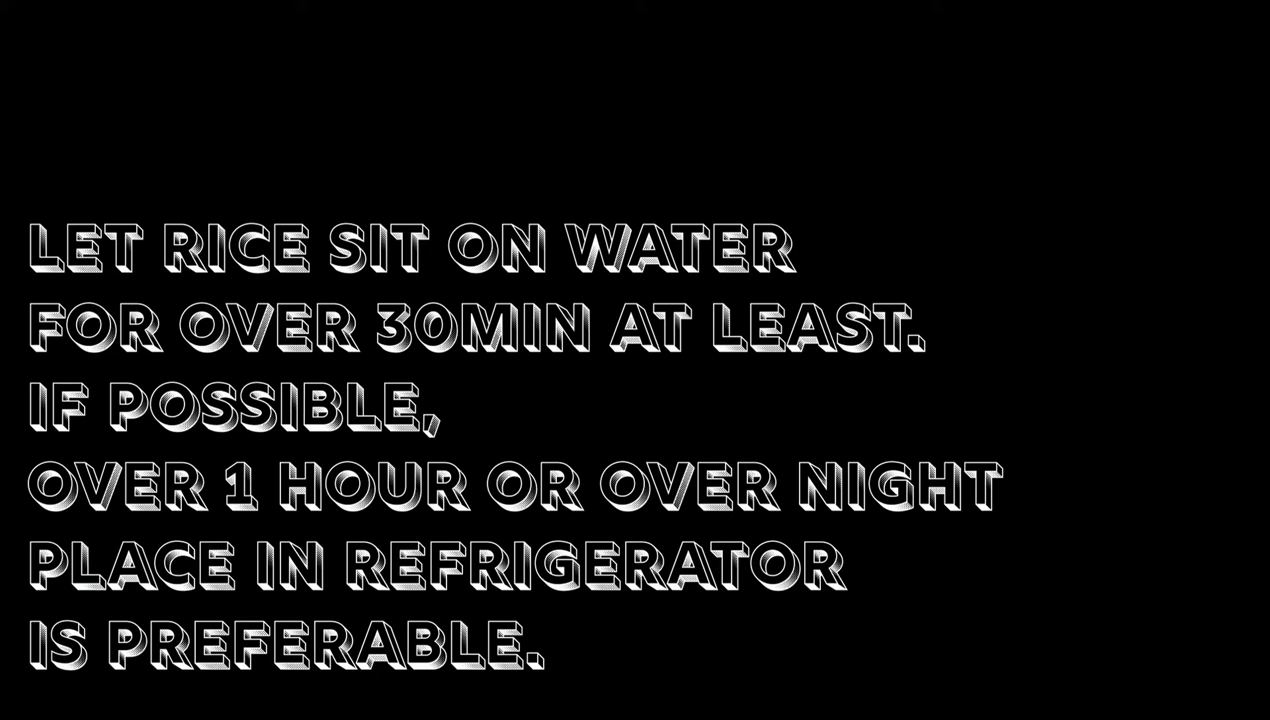 LET RICE SIT ON WATER
FOR OVER 30MIN AT LEAST.
IF POSSIBLE,
OVER 1 HOUR OR OVER NIGHT
PLACE IN REFRIGERATOR
IS PREFERABLE.